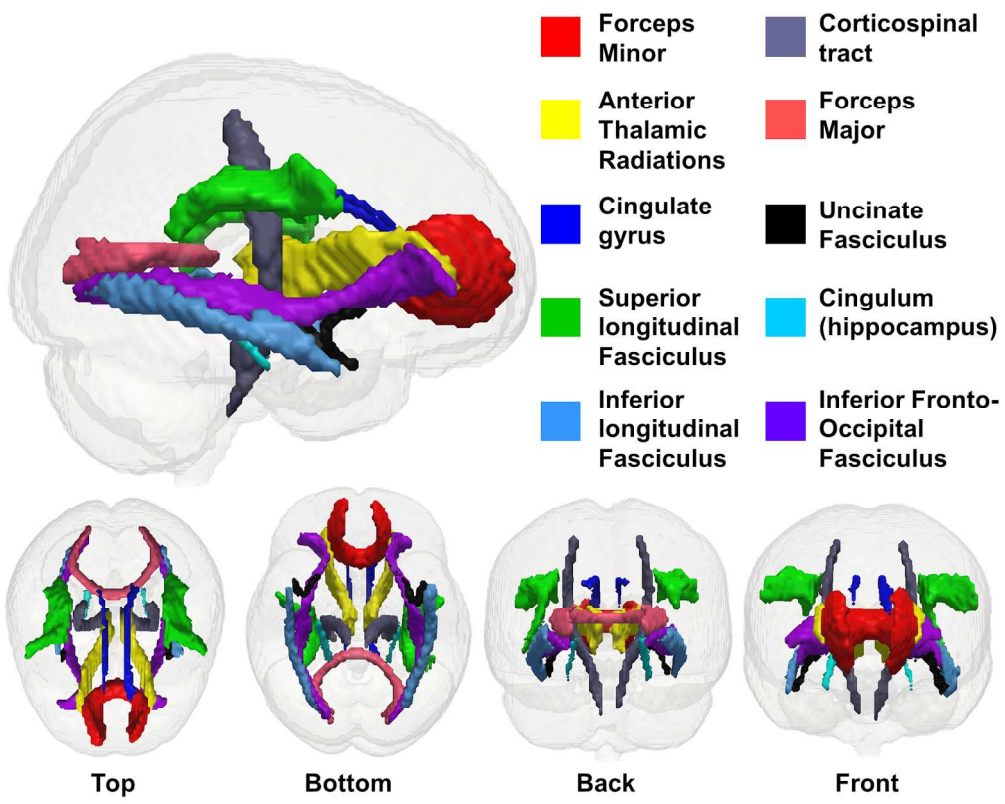 Forceps
Minor
Corticospinal
tract
Anterior
Thalamic
Radiations
Forceps
Major
Cingulate
gyrus
Uncinate
Fasciculus
Superior
longitudinal
Fasciculus
Cingulum
(hippocampus)
Inferior
longitudinal
Fasciculus
Inferior Fronto-
Occipital
Fasciculus
Top
Bottom
Back
Front